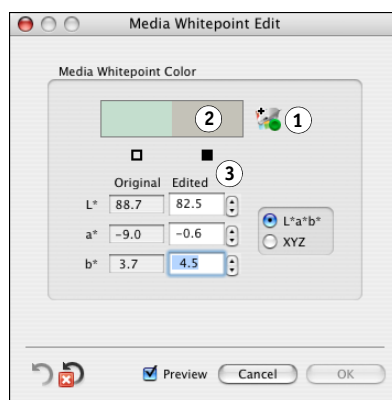 Media Whitepoint Edit
Media Whitepoint Color
2
1
3
Original Edited
L* 88.7 82.5
a* −9.0 −0.6
b* 3.7 4.5
L*a*b*
XYZ
Preview Cancel OK